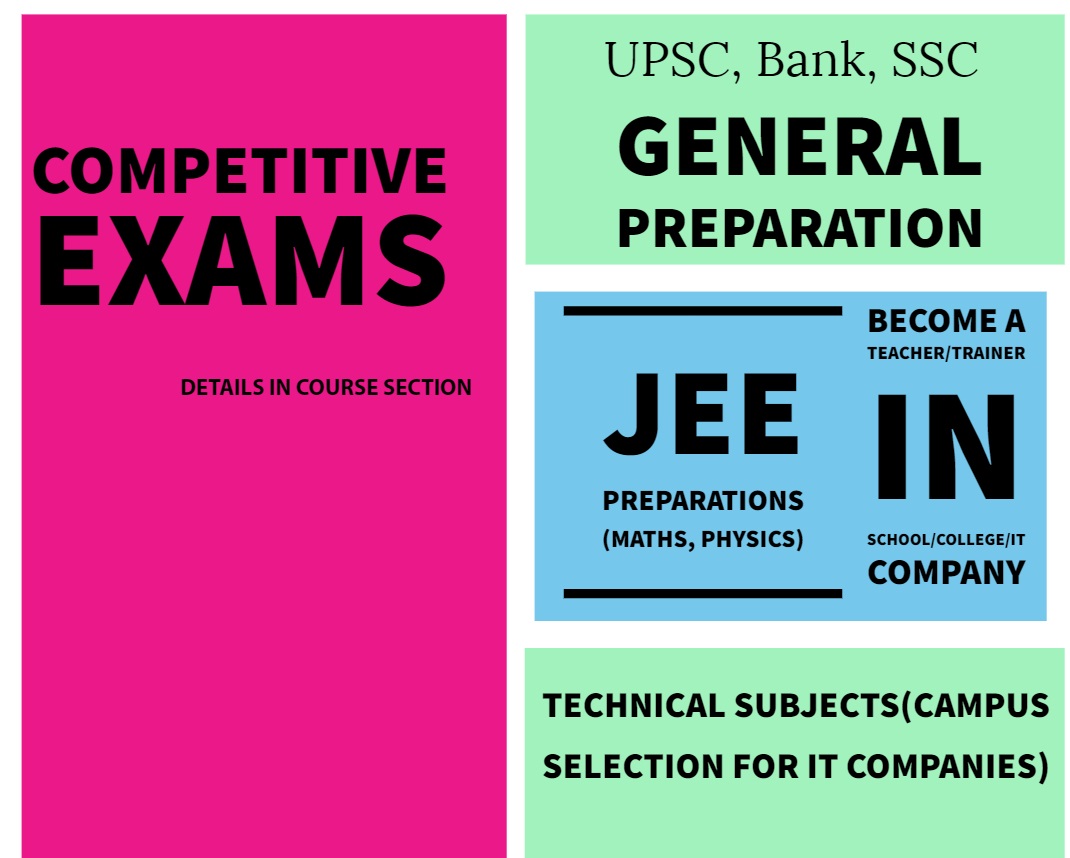 COMPETITIVE
EXAMS
DETAILS IN COURSE SECTION
UPSC, Bank, SSC
GENERAL
PREPARATION
JEE
PREPARATIONS
(MATHS, PHYSICS)
BECOME A
TEACHER/TRAINER
IN
SCHOOL/COLLEGE/IT
COMPANY
TECHNICAL SUBJECTS(CAMPUS
SELECTION FOR IT COMPANIES)